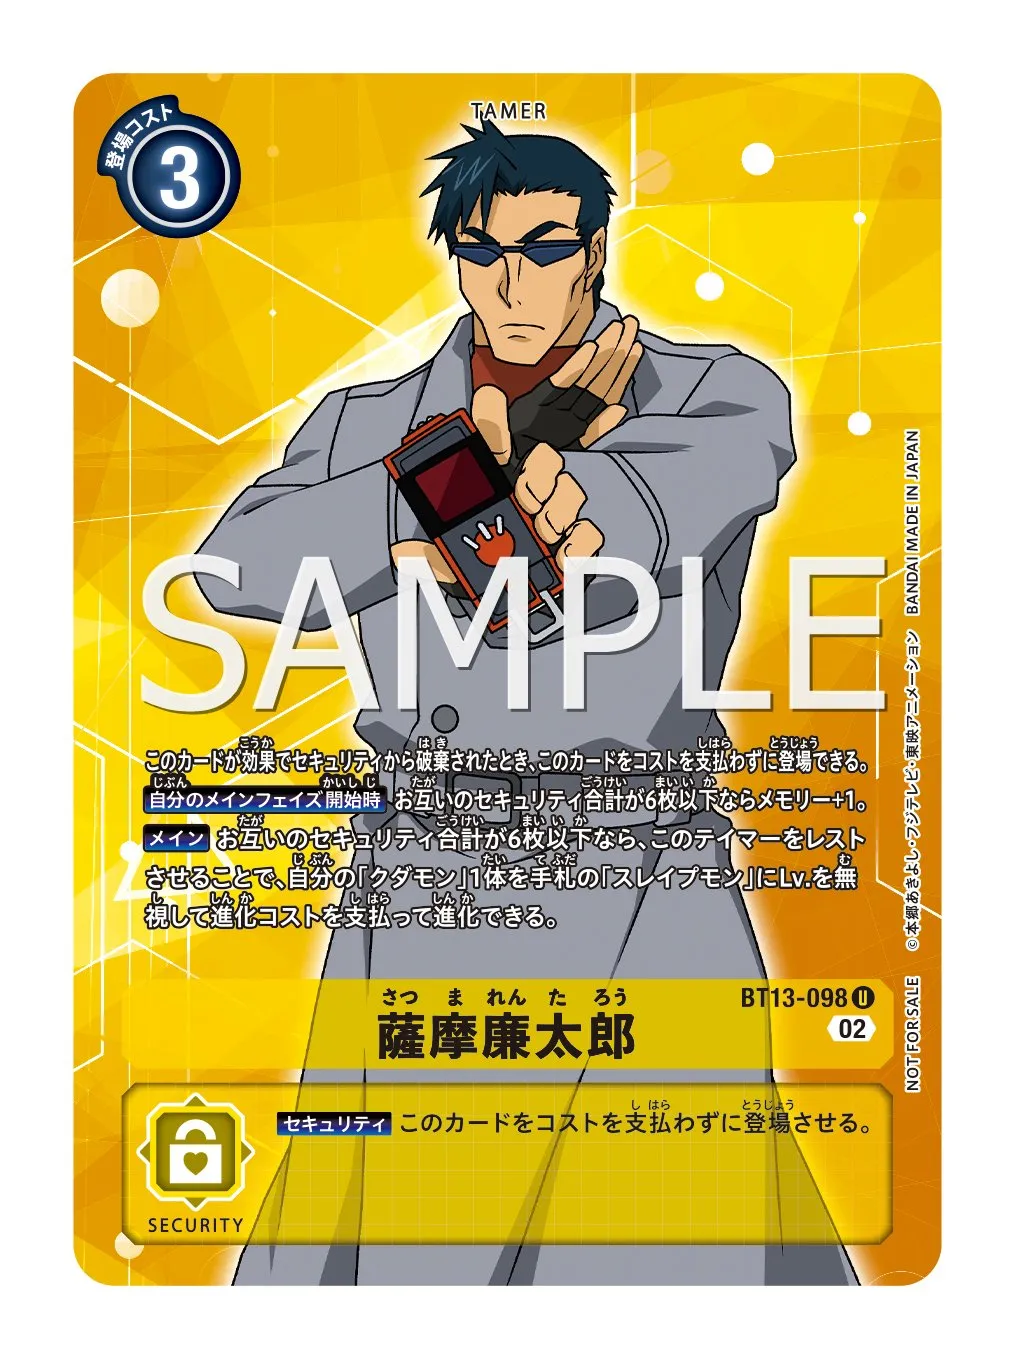 TAMER
登場コスト
3
SAMPLE
このカードが効果でセキュリティから破棄されたとき、このカードをコストを支払わずに登場できる。
自分のメインフェイズ開始時 お互いのセキュリティ合計が6枚以下ならメモリー+1。
メイン お互いのセキュリティ合計が6枚以下なら、このテイマーをレスト
させることで、自分の「クダモン」1体を手札の「スレイプモン」にLv.を無
視して進化コストを支払って進化できる。
さつ ま れん た ろう
薩摩廉太郎
BT13-098 U
02
セキュリティ このカードをコストを支払わずに登場させる。
SECURITY
©本郷あきよし・フジテレビ・東映アニメーション BANDAI MADE IN JAPAN
NOT FOR SALE